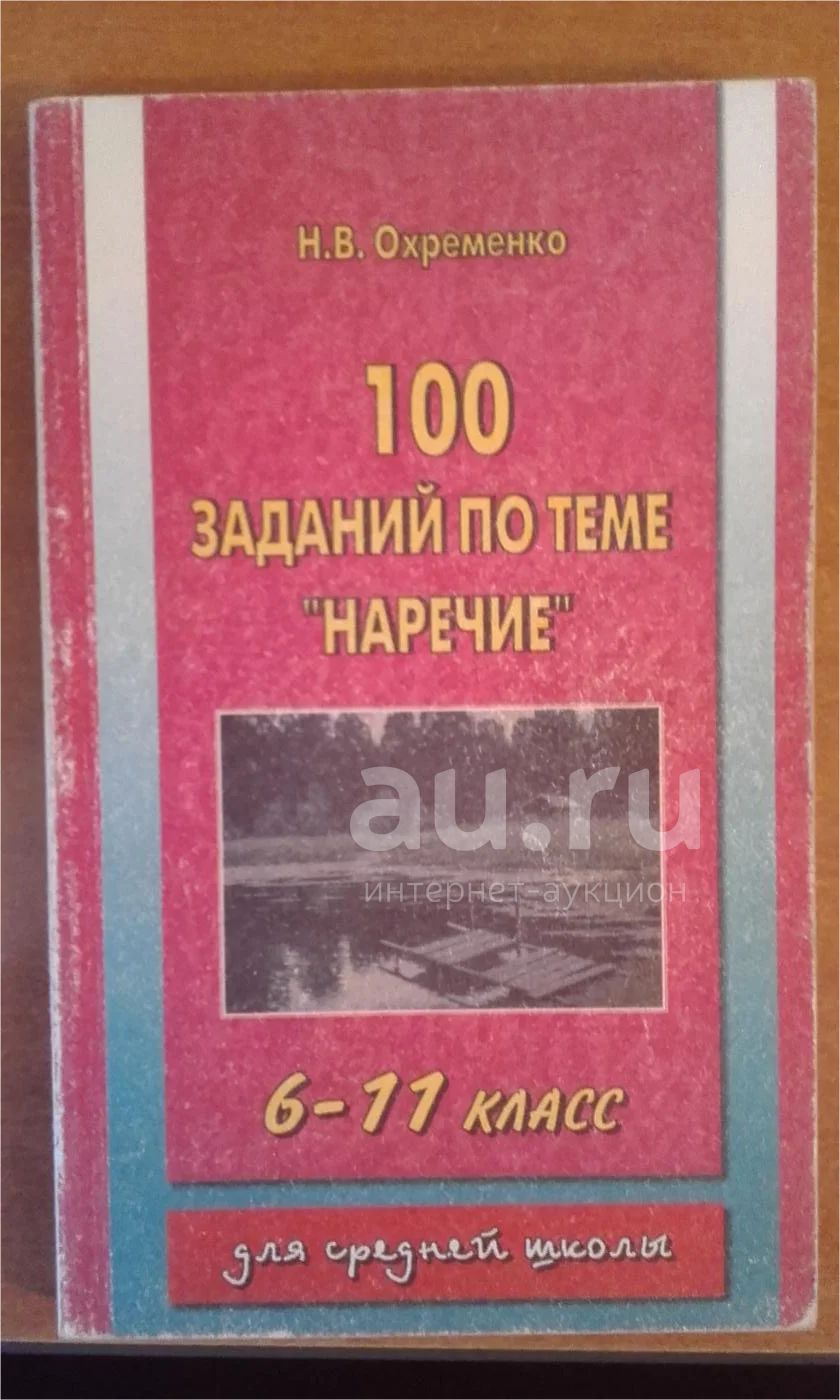 Н.В. Охременко
100
ЗАДАНИЙ ПО ТЕМЕ
"НАРЕЧИЕ"
au.ru
интернет-аукцион
6-11 КЛАСС
для средней школы